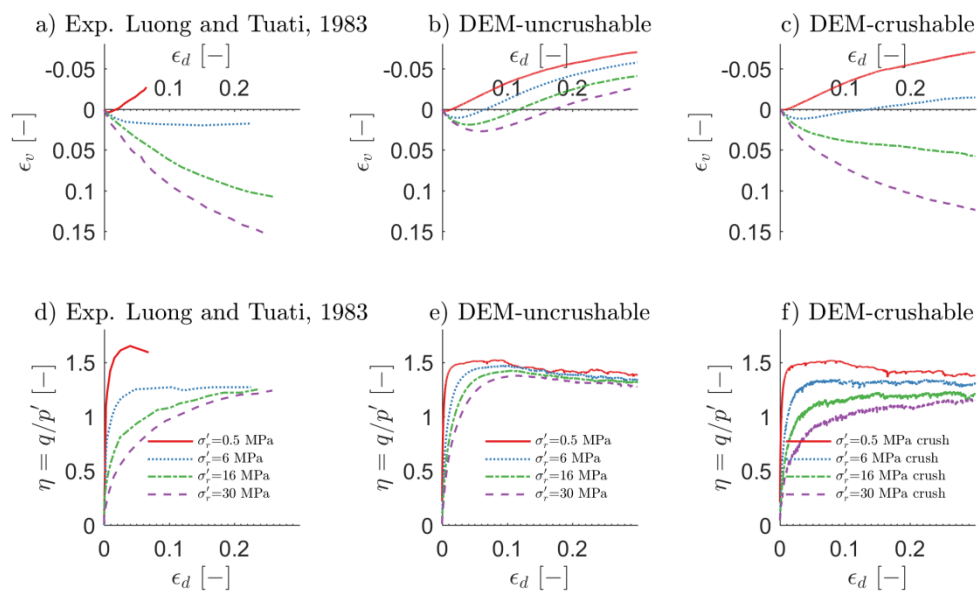 a) Exp. Luong and Tuati, 1983
b) DEM-uncrushable
c) DEM-crushable
ϵd [−]
ϵd [−]
ϵd [−]
-0.05
0
0.05
0.1
0.15
0.1 0.2
ϵv [−]
-0.05
0
0.05
0.1
0.15
0.1 0.2
ϵv [−]
-0.05
0
0.05
0.1
0.15
0.1 0.2
ϵv [−]
d) Exp. Luong and Tuati, 1983
e) DEM-uncrushable
f) DEM-crushable
η = q/p′ [−]
1.5
1
0.5
0
σ′r=0.5 MPa
σ′r=6 MPa
σ′r=16 MPa
σ′r=30 MPa
0 0.1 0.2
ϵd [−]
η = q/p′ [−]
1.5
1
0.5
0
σ′r=0.5 MPa
σ′r=6 MPa
σ′r=16 MPa
σ′r=30 MPa
0 0.1 0.2
ϵd [−]
η = q/p′ [−]
1.5
1
0.5
0
σ′r=0.5 MPa crush
σ′r=6 MPa crush
σ′r=16 MPa crush
σ′r=30 MPa crush
0 0.1 0.2
ϵd [−]